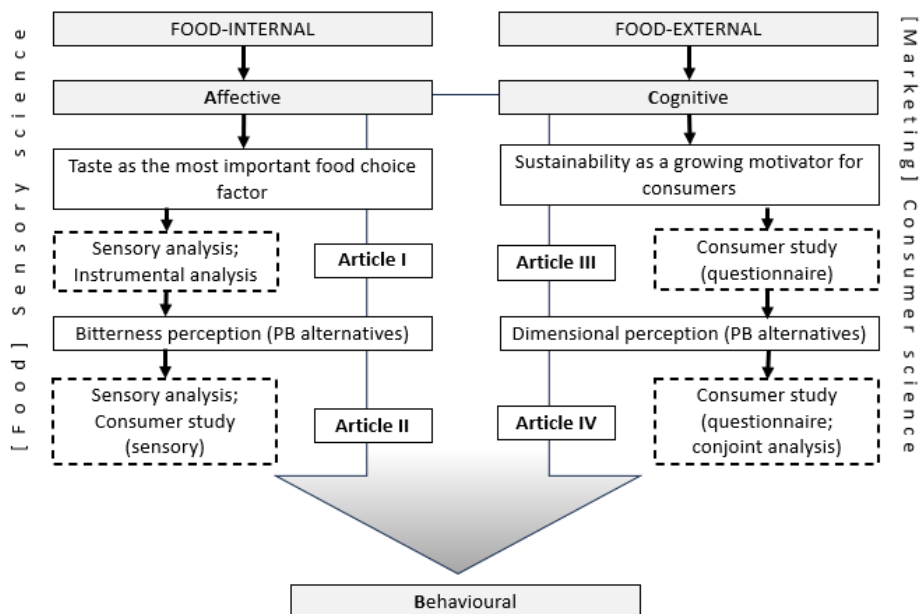 [Food] Sensory science
FOOD-INTERNAL
FOOD-EXTERNAL
[Marketing] Consumer science
Affective
Cognitive
Taste as the most important food choice
factor
Sustainability as a growing motivator for
consumers
Sensory analysis;
Instrumental analysis
Article I
Article III
Consumer study
(questionnaire)
Bitterness perception (PB alternatives)
Dimensional perception (PB alternatives)
Sensory analysis;
Consumer study
(sensory)
Article II
Article IV
Consumer study
(questionnaire;
conjoint analysis)
Behavioural